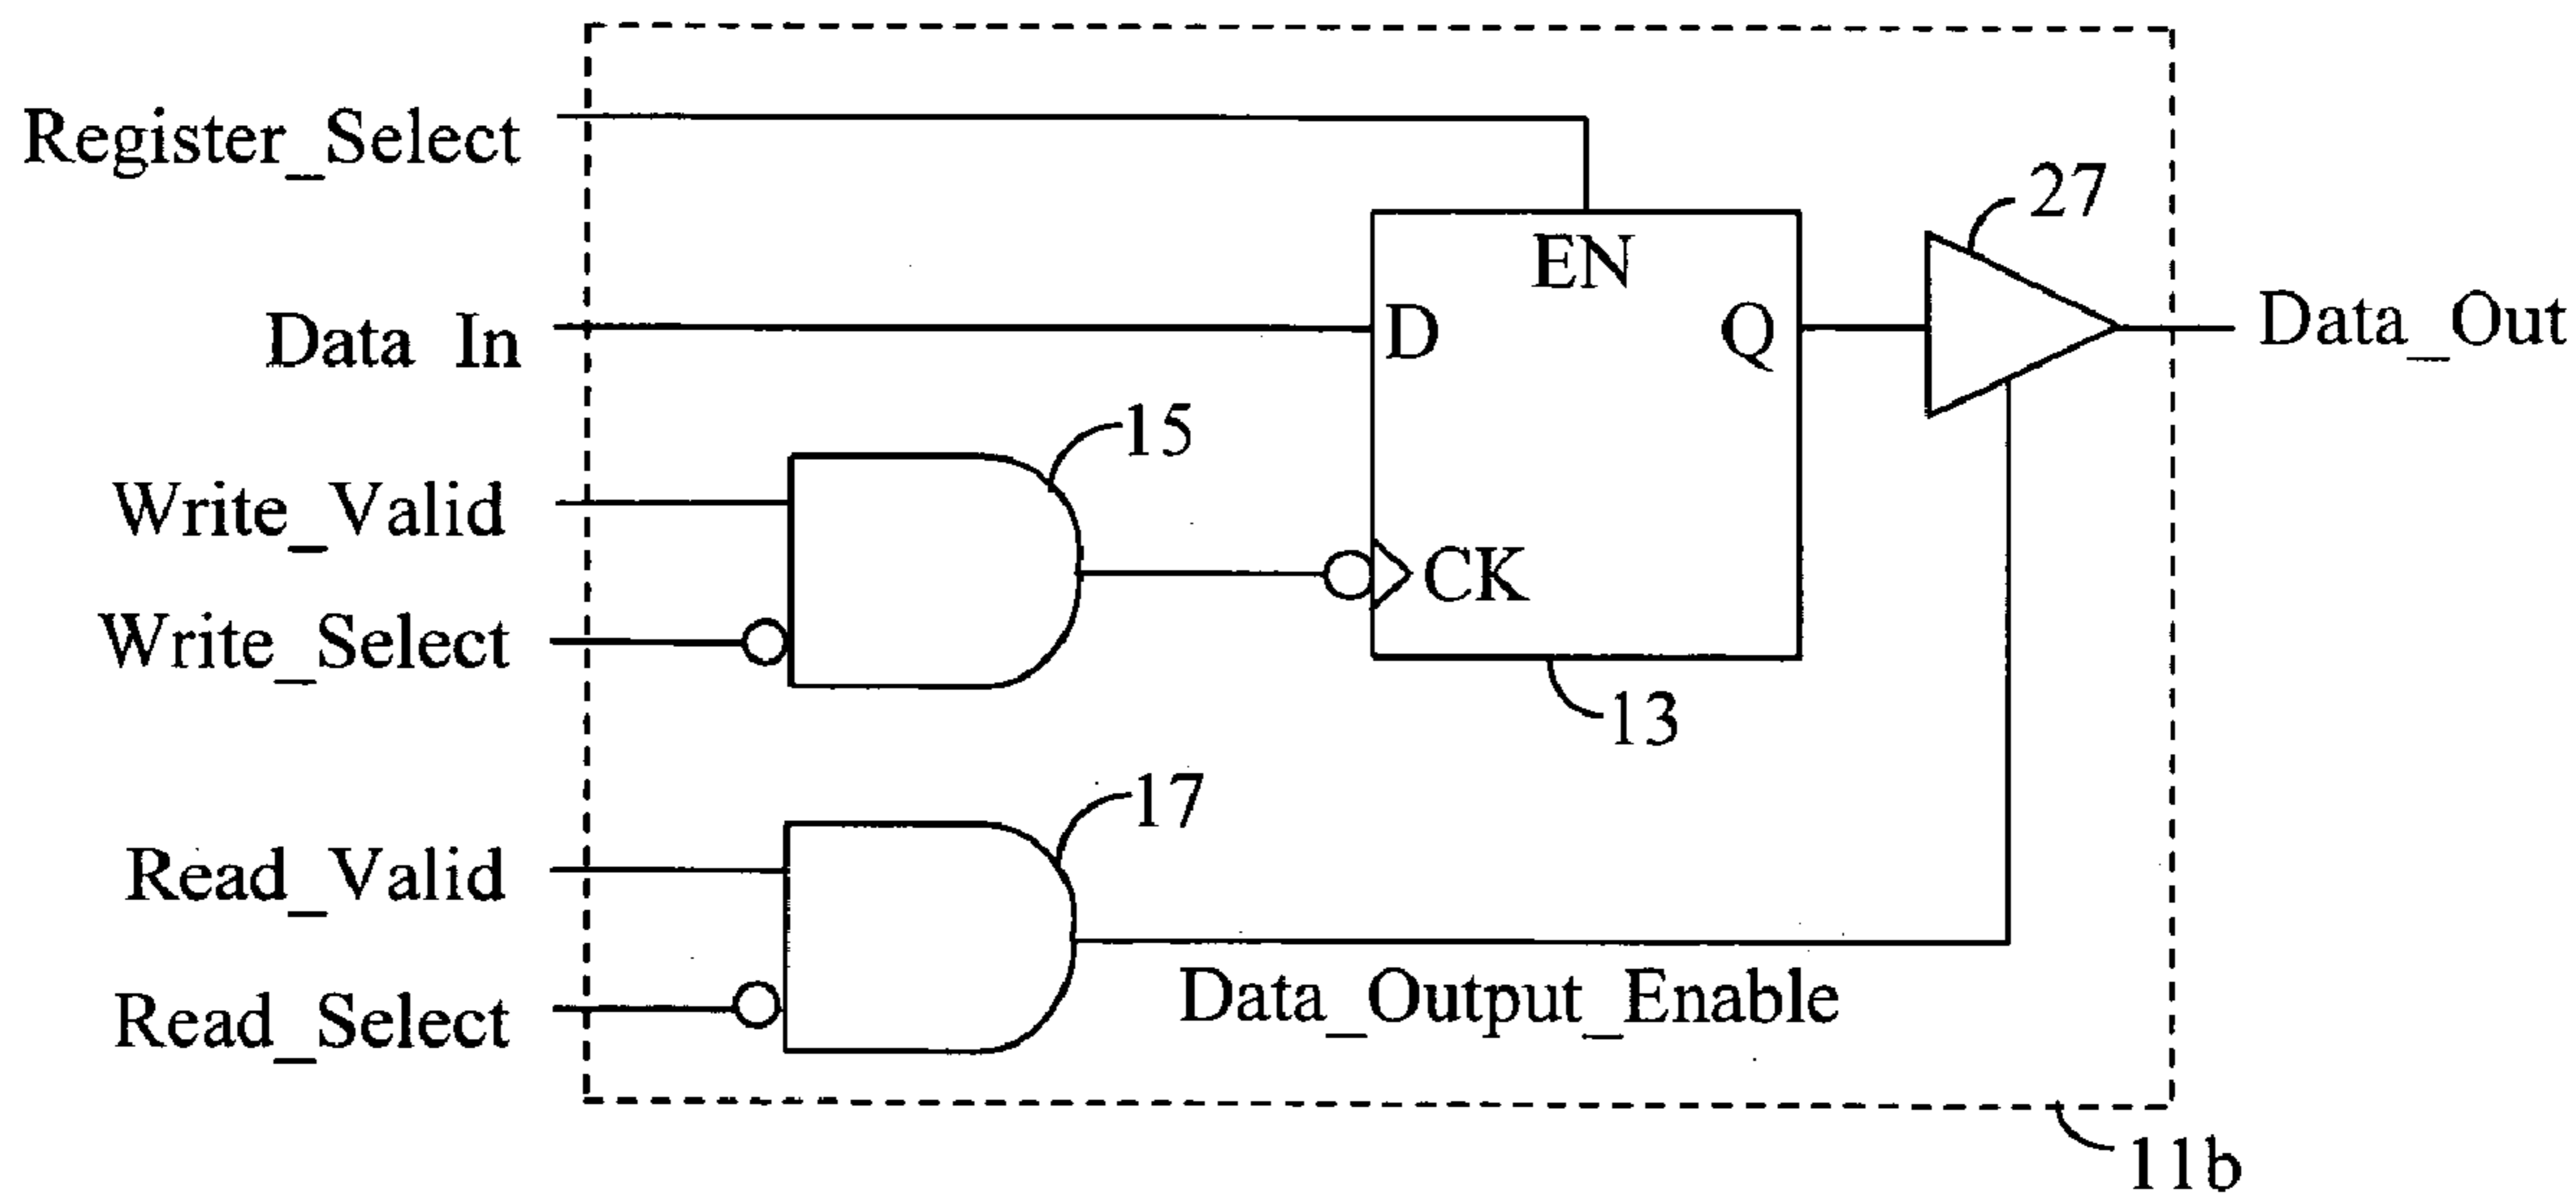 Register_Select
27
EN
Data In
D
Q
Data_Out
15
Write_Valid
CK
Write_Select
13
17
Read_Valid
Data_Output_Enable
Read_Select
11b